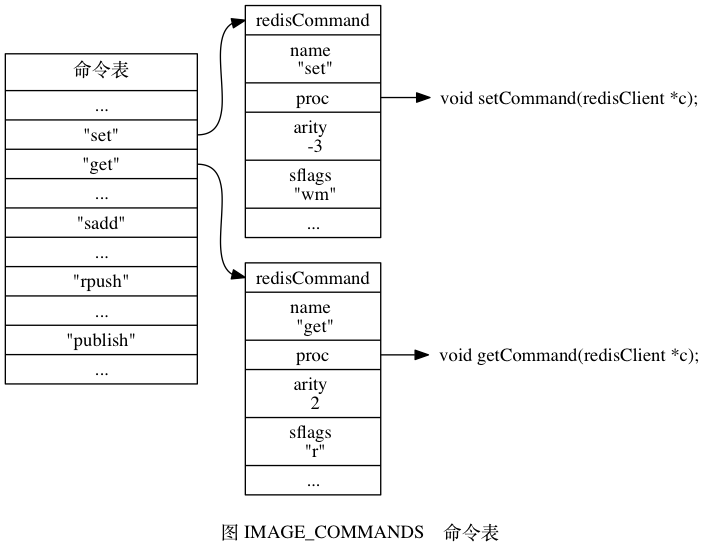 命令表
...
"set"
"get"
...
"sadd"
...
"rpush"
...
"publish"
...
redisCommand
name
"set"
proc
arity
-3
sflags
"wm"
...
void setCommand(redisClient *c);
redisCommand
name
"get"
proc
arity
2
sflags
"r"
...
void getCommand(redisClient *c);
图 IMAGE_COMMANDS 命令表